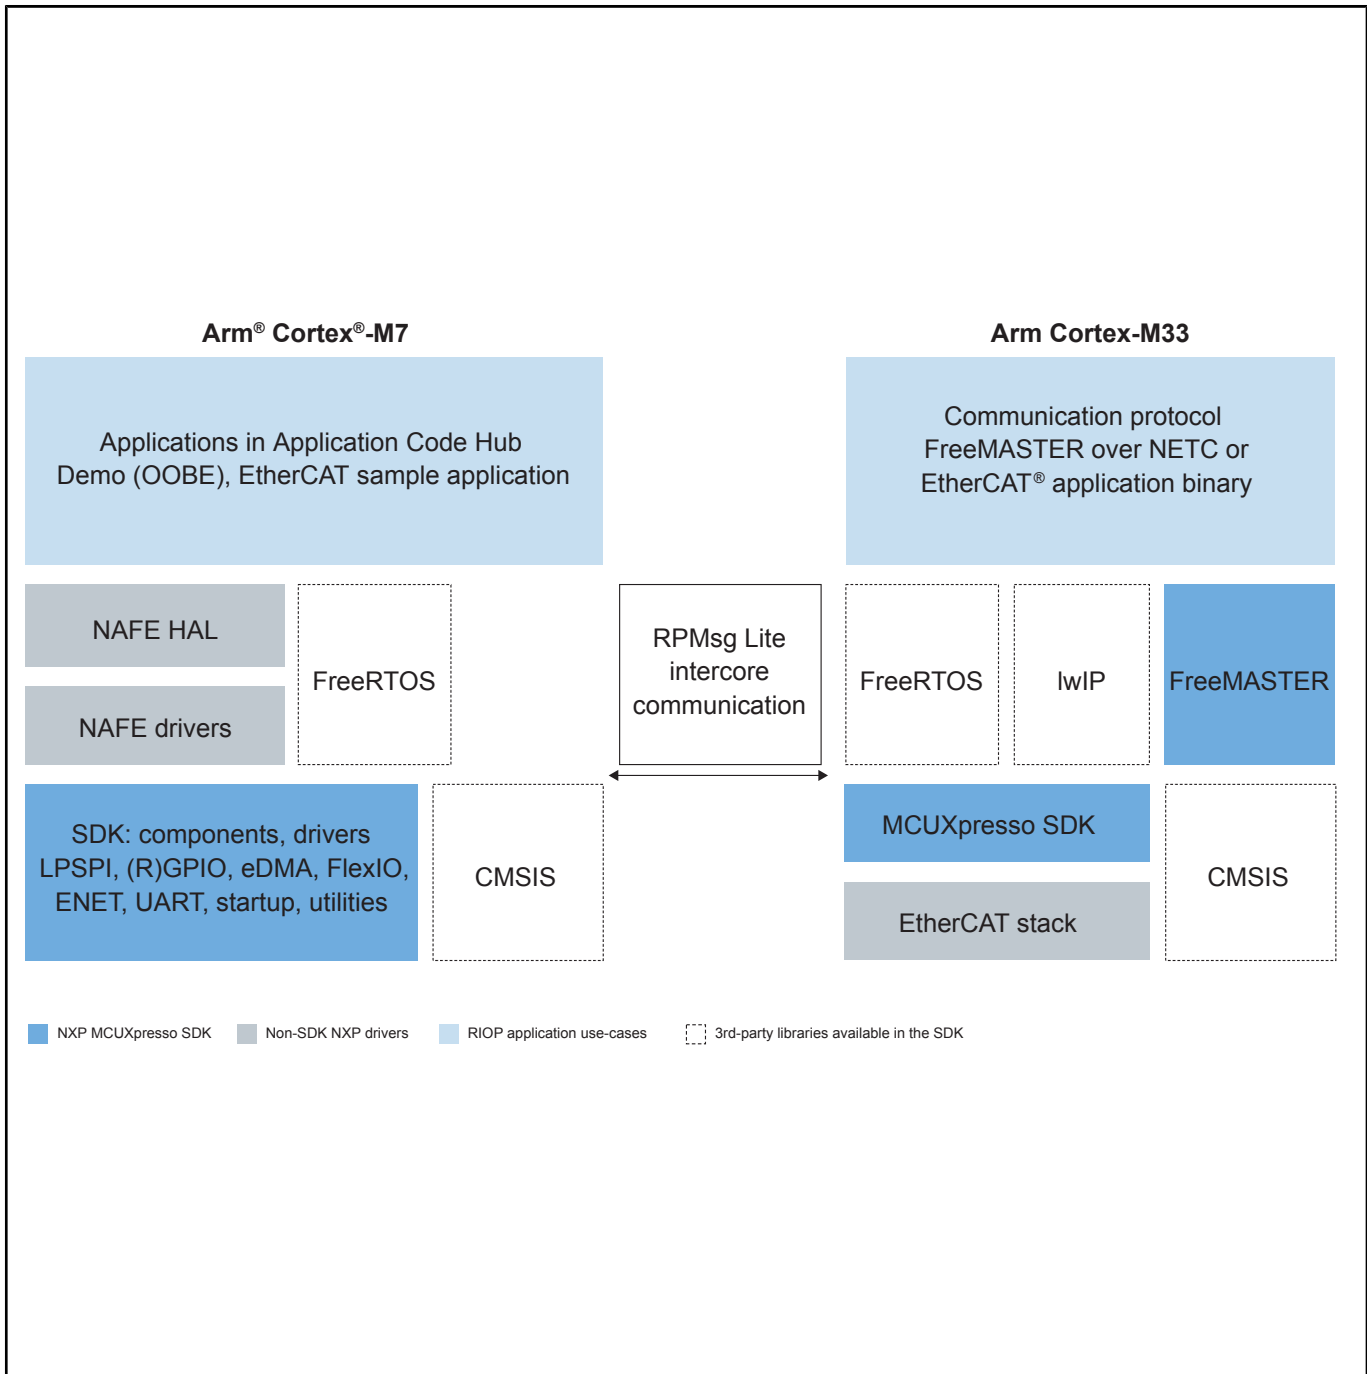 Arm® Cortex®-M7
Applications in Application Code Hub
Demo (OOBE), EtherCAT sample application
NAFE HAL
NAFE drivers
FreeRTOS
SDK: components, drivers
LPSPI, (R)GPIO, eDMA, FlexIO,
ENET, UART, startup, utilities
CMSIS
RPMsg Lite
intercore
communication
Arm Cortex-M33
Communication protocol
FreeMASTER over NETC or
EtherCAT® application binary
FreeRTOS
lwIP
FreeMASTER
MCUXpresso SDK
EtherCAT stack
CMSIS
NXP MCUXpresso SDK
Non-SDK NXP drivers
RIOP application use-cases
3rd-party libraries available in the SDK